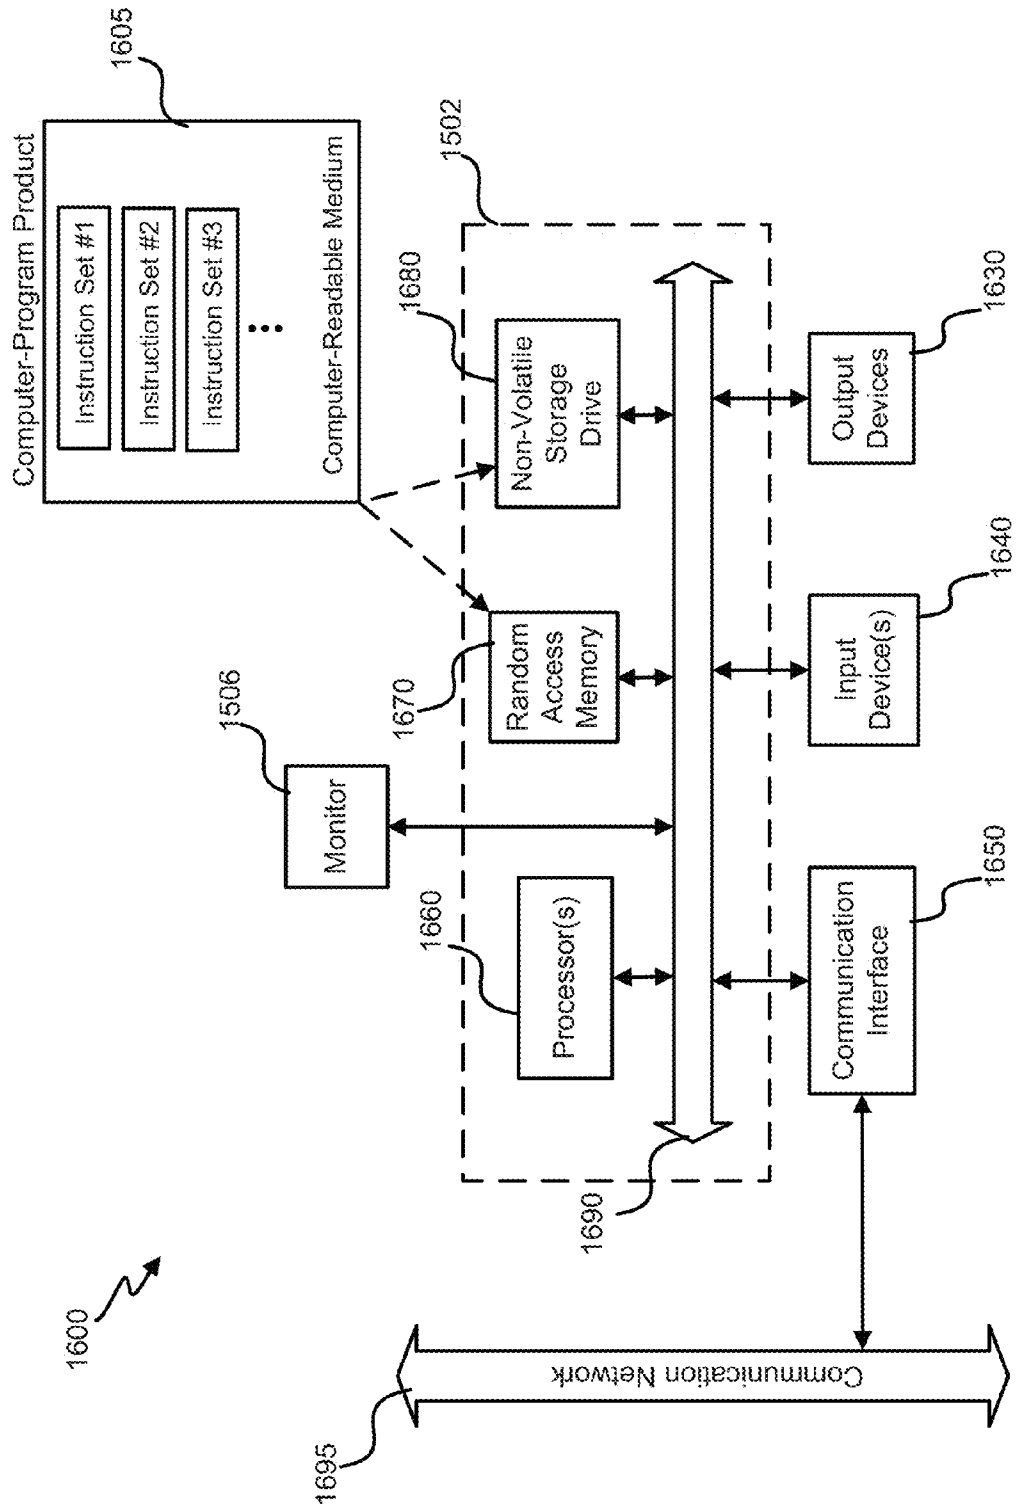 1600
Computer-Program Product
Instruction Set #1
Instruction Set #2
Instruction Set #3
Computer-Readable Medium
1605
1506
Monitor
1502
1660
Processor(s)
1670
Random
Access
Memory
1680
Non-Volatile
Storage
Drive
1690
1695
Communication Network
Communication
Interface
1650
Input
Device(s)
1640
Output
Devices
1630